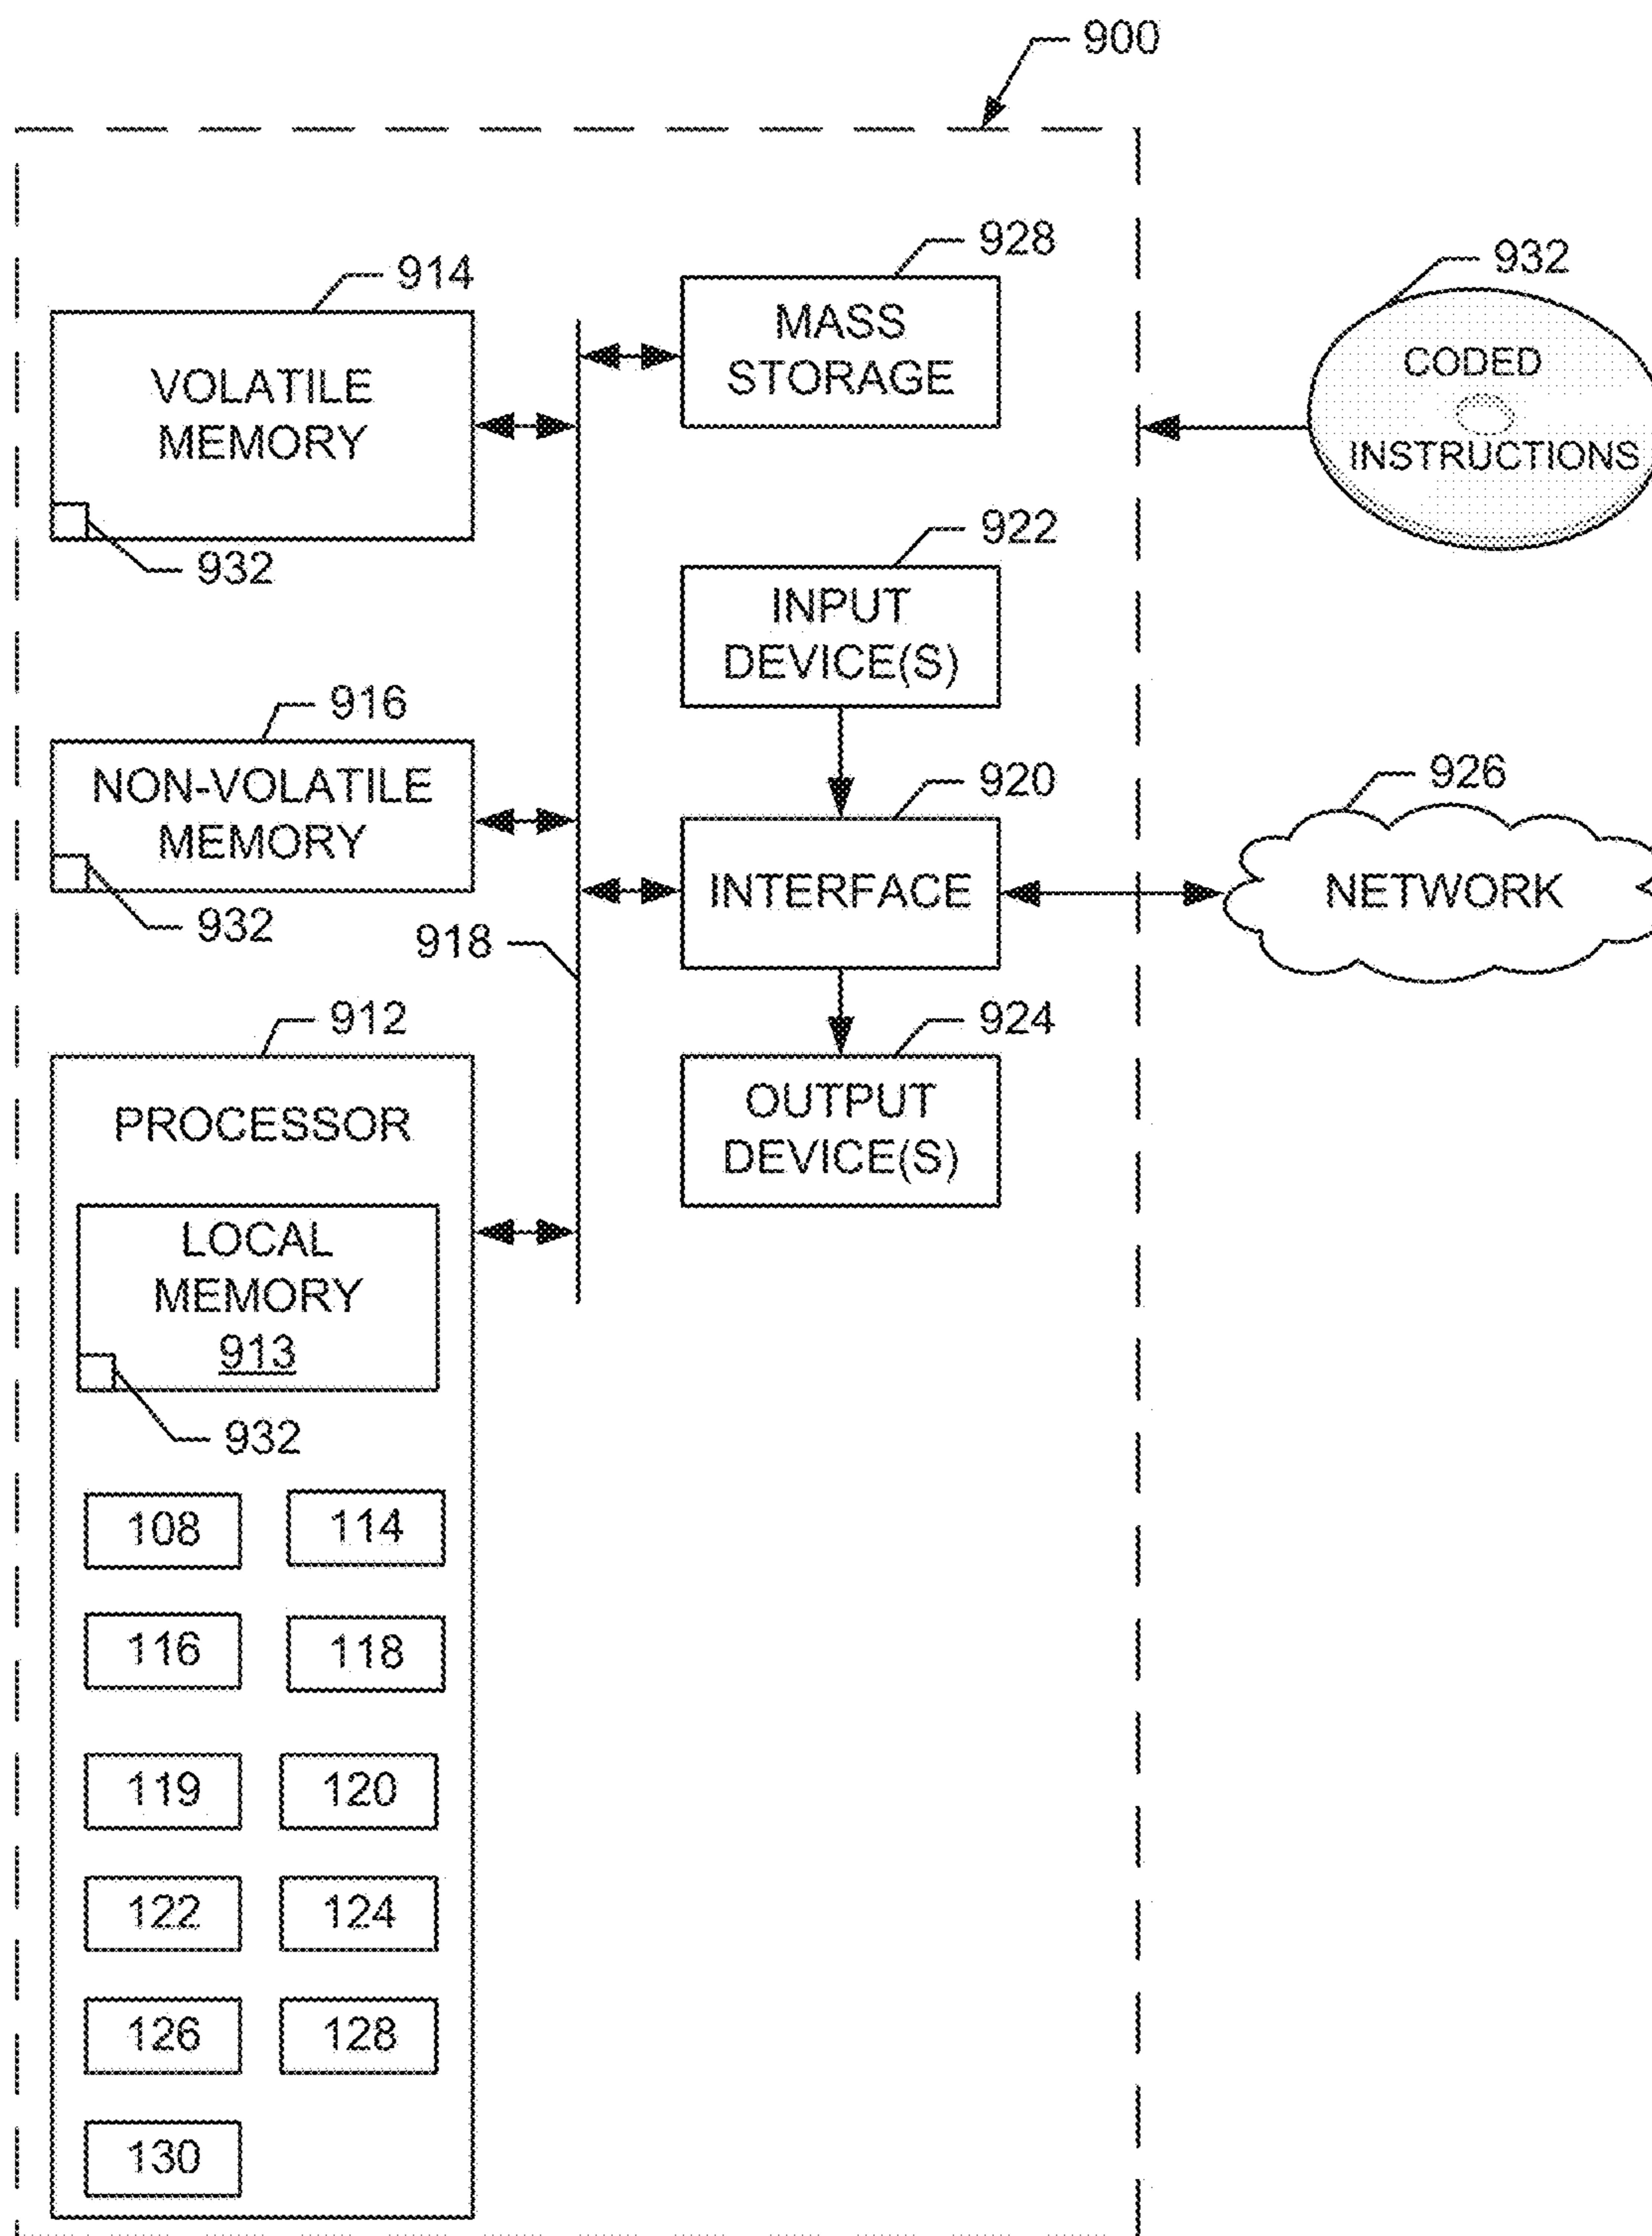 900
928
914
932
MASS
STORAGE
VOLATILE
MEMORY
CODED
INSTRUCTIONS
922
932
INPUT
DEVICE(S)
916
920
926
NON-VOLATILE
MEMORY
INTERFACE
NETWORK
932
918
912
924
PROCESSOR
OUTPUT
DEVICE(S)
LOCAL
MEMORY
913
932
108
114
116
118
119
120
122
124
126
128
130